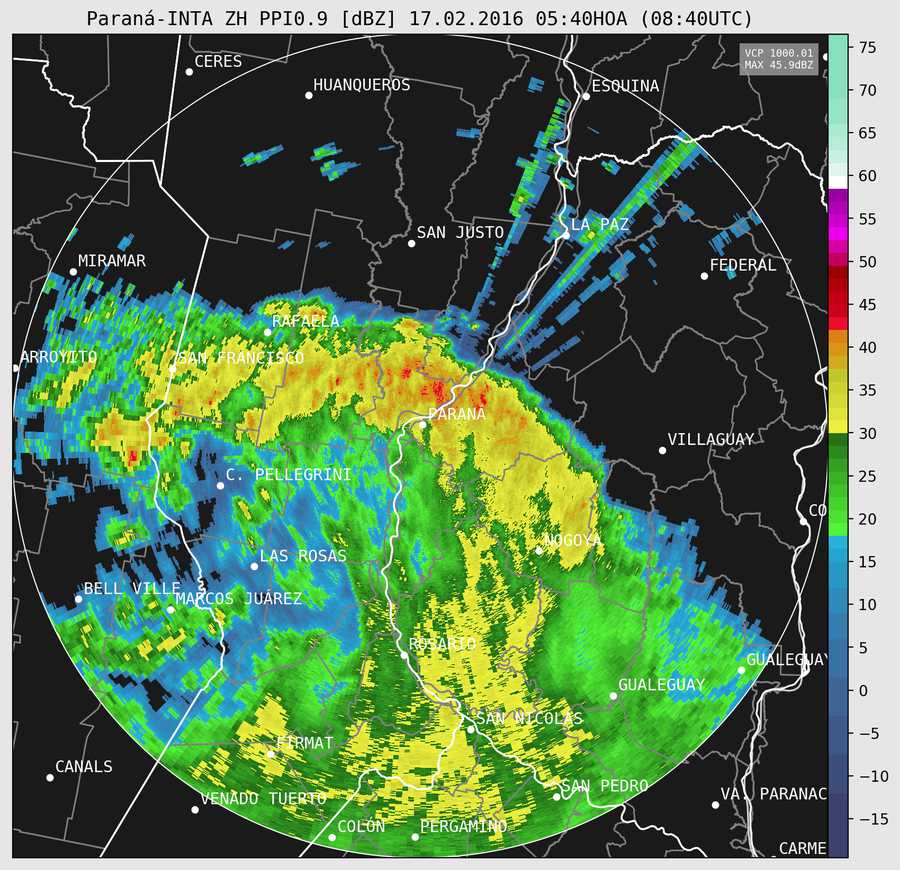 Paraná-INTA ZH PPI0.9 [dBZ] 17.02.2016 05:40HOA (08:40UTC)
VCP 1000.01
MAX 45.9dBZ
CERES
HUANQUEROS
ESQUINA
SAN JUSTO
LA PAZ
MIRAMAR
FEDERAL
RAFAELA
ARROYITO
SAN FRANCISCO
PARANÁ
VILLAGUAY
C. PELLEGRINI
CO
NOGOYA
LAS ROSAS
BELL VILLE
MARCOS JUÁREZ
ROSARIO
GUALEGUAY
GUALEGUAY
SAN NICOLAS
FIRMAT
CANALS
SAN PEDRO
VENADO TUERTO
VA. PARANAC
COLÓN
PERGAMINO
CARME
75
70
65
60
55
50
45
40
35
30
25
20
15
10
5
0
−5
−10
−15